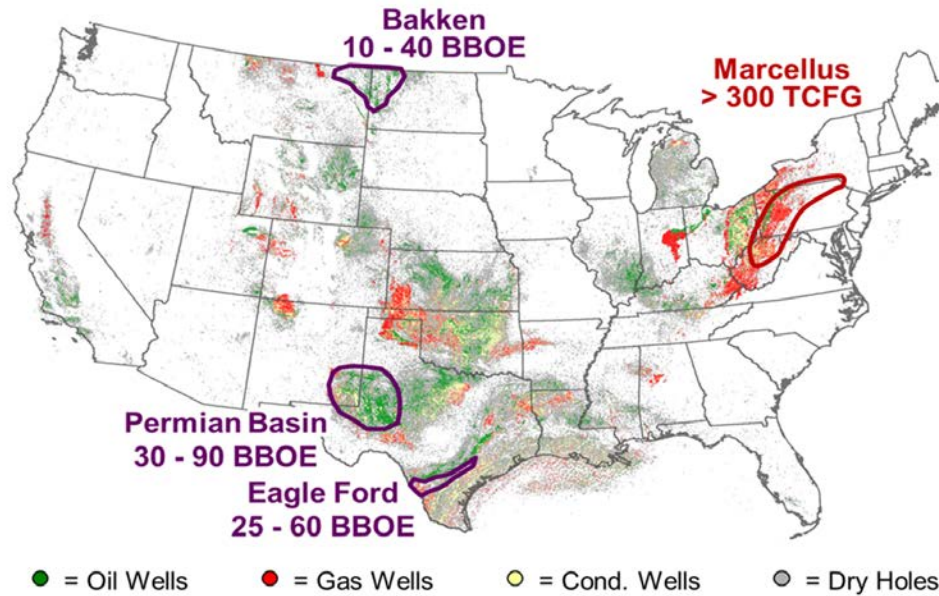 Bakken
10 - 40 BBOE
Marcellus
> 300 TCFG
Permian Basin
30 - 90 BBOE
Eagle Ford
25 - 60 BBOE
= Oil Wells
= Gas Wells
= Cond. Wells
= Dry Holes